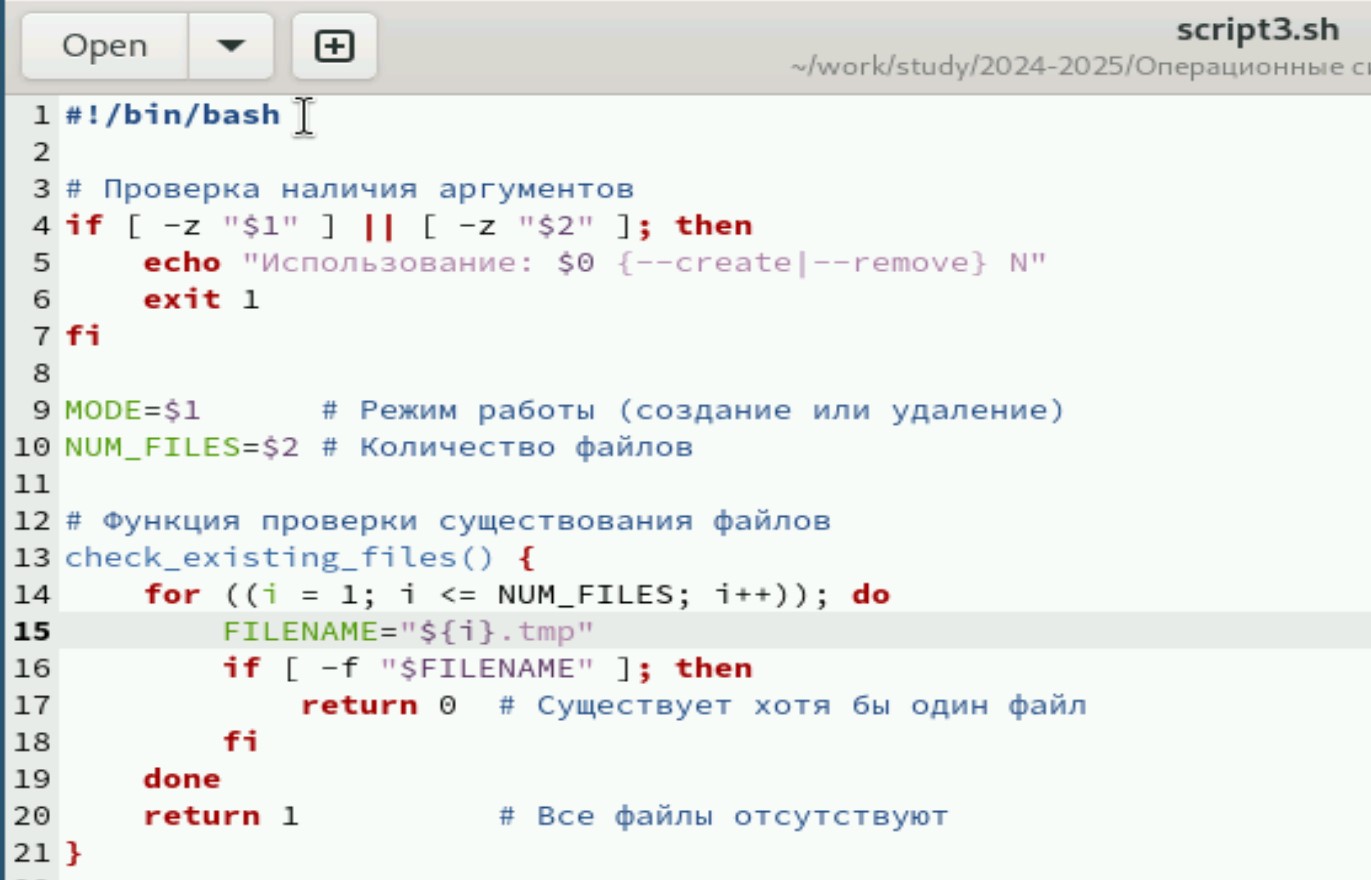 Open
script3.sh
~/work/study/2024-2025/Операционные
1 #!/bin/bash
2
3 # Проверка наличия аргументов
4 if [ -z "$1" ] || [ -z "$2" ]; then
5     echo "Использование: $0 {--create|--remove} N"
6     exit 1
7 fi
8
9 MODE=$1      # Режим работы (создание или удаление)
10 NUM_FILES=$2 # Количество файлов
11
12 # Функция проверки существования файлов
13 check_existing_files() {
14     for ((i = 1; i <= NUM_FILES; i++)); do
15         FILENAME="${i}.tmp"
16         if [ -f "$FILENAME" ]; then
17             return 0  # Существует хотя бы один файл
18         fi
19     done
20     return 1          # Все файлы отсутствуют
21 }